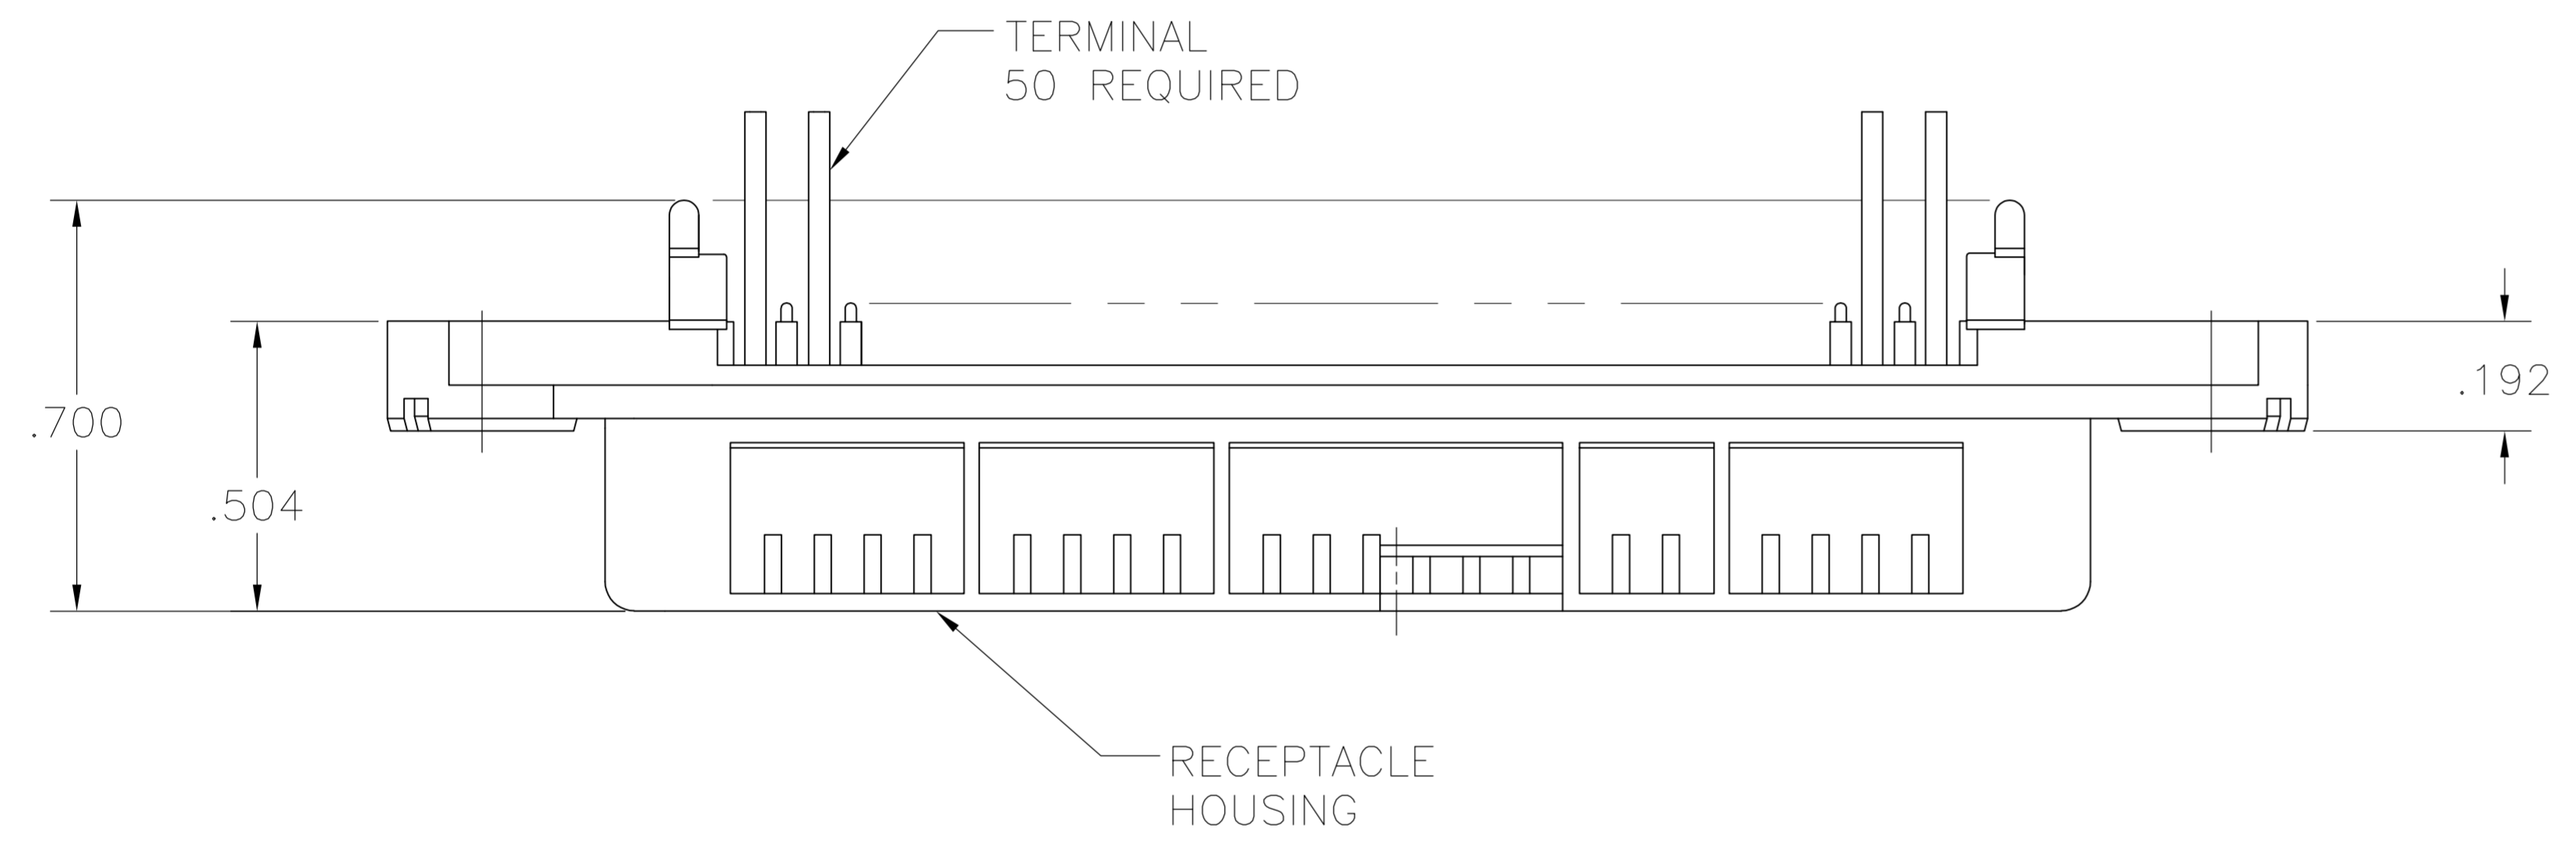 TERMINAL
50 REQUIRED
.700
.504
.192
RECEPTACLE
HOUSING